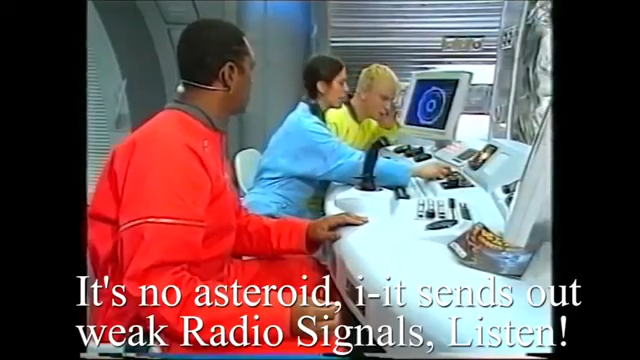 It's no asteroid, i-it sends out
weak Radio Signals, Listen!